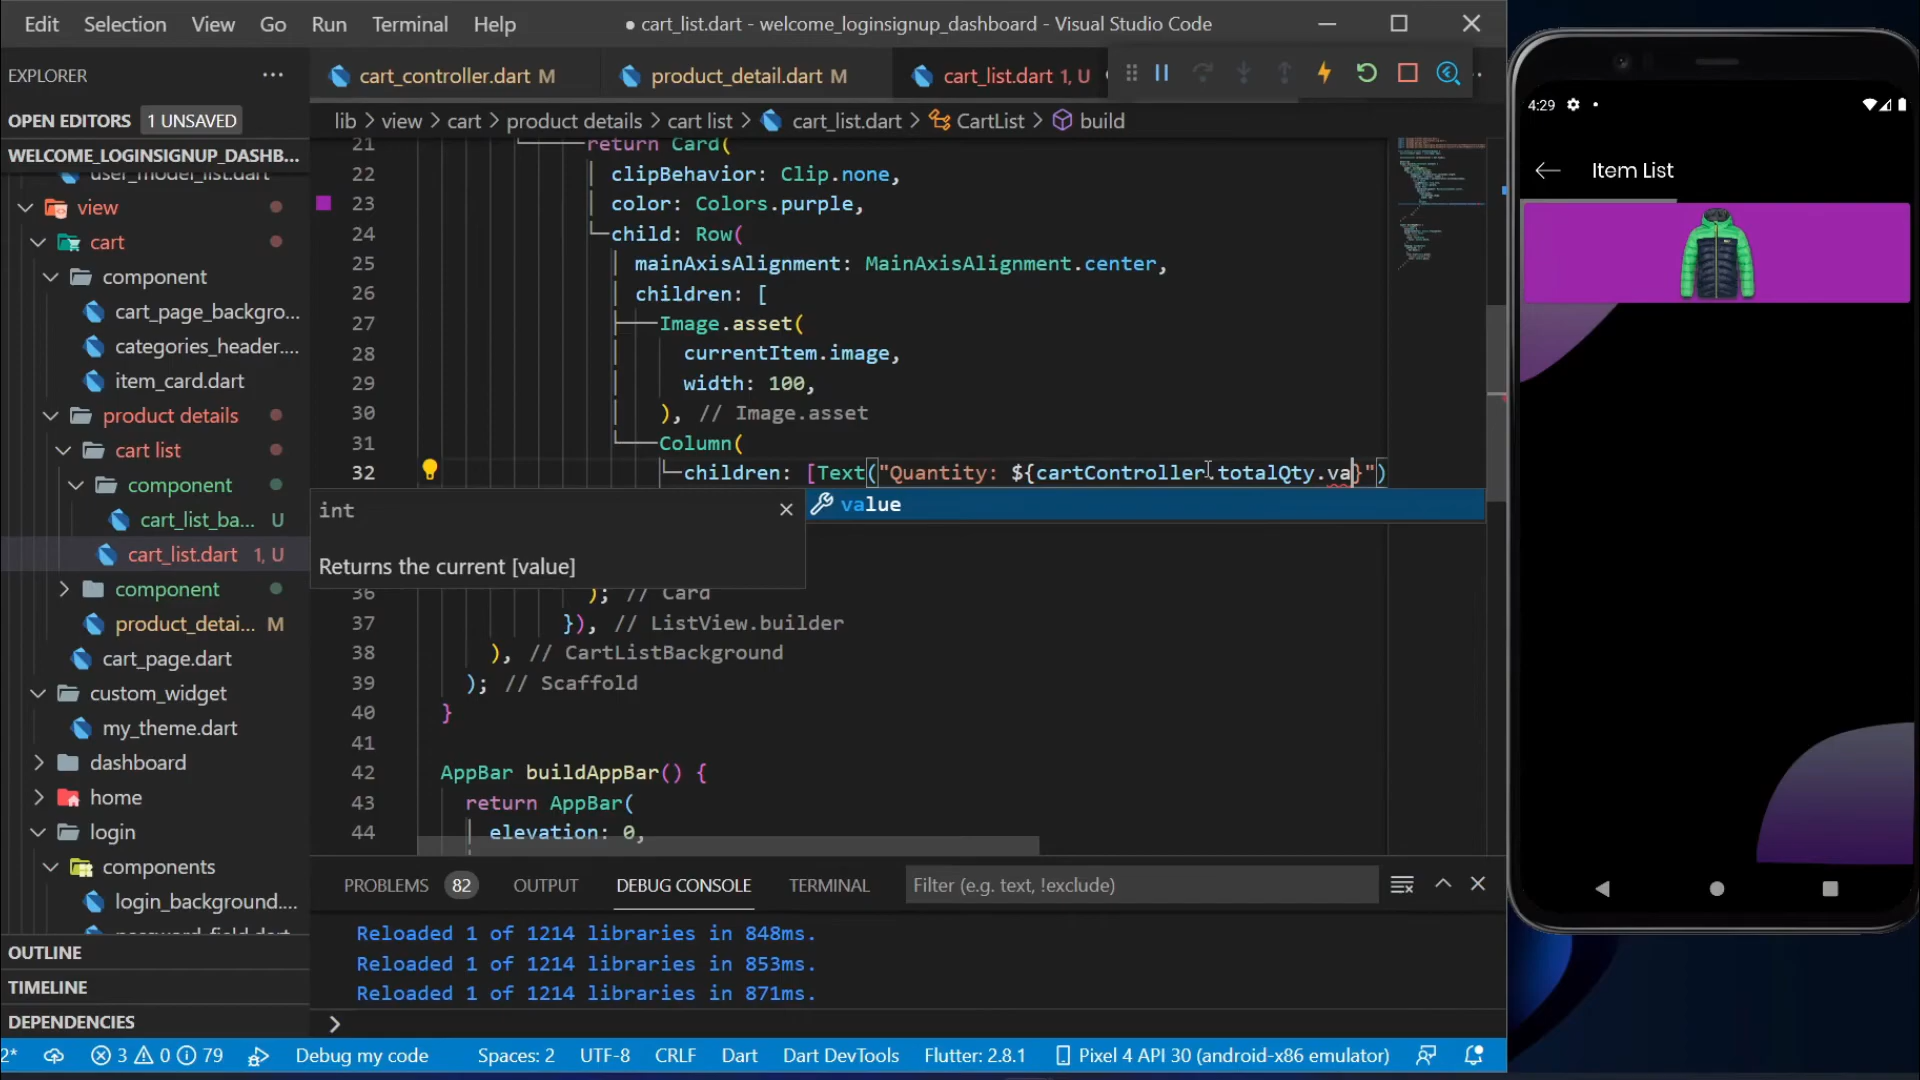 Edit Selection View Go Run Terminal Help
● cart_list.dart - welcome_loginsignup_dashboard - Visual Studio Code
EXPLORER
OPEN EDITORS 1 UNSAVED
WELCOME_LOGINSIGNUP_DASHB...
user_model_list.dart
view
cart
component
cart_page_backgro...
categories_header....
item_card.dart
product details
cart list
component
cart_list_ba... U
cart_list.dart 1, U
component
product_detai... M
cart_page.dart
custom_widget
my_theme.dart
dashboard
home
login
components
login_background....
OUTLINE
TIMELINE
DEPENDENCIES
cart_controller.dart M
product_detail.dart M
cart_list.dart 1, U
lib > view > cart > product details > cart list > cart_list.dart > CartList > build
21 return Card(
22 clipBehavior: Clip.none,
23 color: Colors.purple,
24 child: Row(
25 mainAxisAlignment: MainAxisAlignment.center,
26 children: [
27 Image.asset(
28 currentItem.image,
29 width: 100,
30 ), // Image.asset
31 Column(
32 children: [Text("Quantity: ${cartController.totalQty.va}")
int
Returns the current [value]
value
36 ); // Card
37 }), // ListView.builder
38 ), // CartListBackground
39 ); // Scaffold
40 }
41
42 AppBar buildAppBar() {
43 return AppBar(
44 elevation: 0,
PROBLEMS 82 OUTPUT DEBUG CONSOLE TERMINAL
Filter (e.g. text, !exclude)
Reloaded 1 of 1214 libraries in 848ms.
Reloaded 1 of 1214 libraries in 853ms.
Reloaded 1 of 1214 libraries in 871ms.
2* 3 0 79 Debug my code Spaces: 2 UTF-8 CRLF Dart Dart DevTools Flutter: 2.8.1 Pixel 4 API 30 (android-x86 emulator)
4:29
Item List